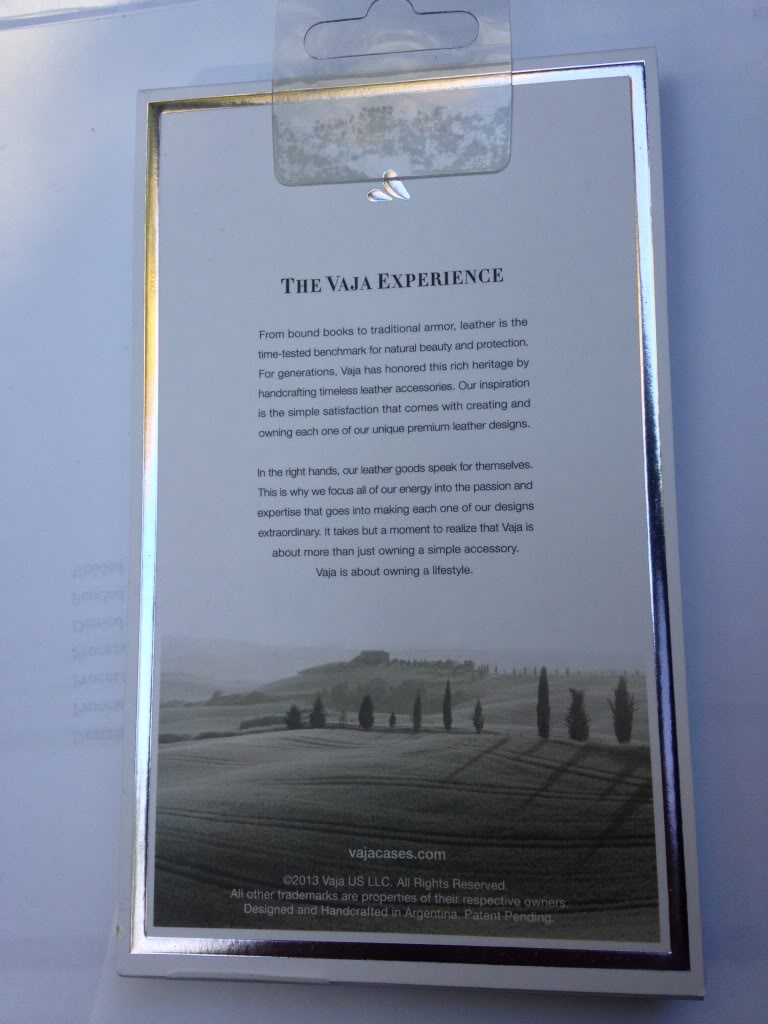 THE VAJA EXPERIENCE
From bound books to traditional armor, leather is the
time-tested benchmark for natural beauty and protection.
For generations, Vaja has honored this rich heritage by
handcrafting timeless leather accessories. Our inspiration
is the simple satisfaction that comes with creating and
owning each one of our unique premium leather designs.
In the right hands, our leather goods speak for themselves.
This is why we focus all of our energy into the passion and
expertise that goes into making each one of our designs
extraordinary. It takes but a moment to realize that Vaja is
about more than just owning a simple accessory.
Vaja is about owning a lifestyle.
vajacases.com
©2013 Vaja US LLC. All Rights Reserved.
All other trademarks are properties of their respective owners.
Designed and Handcrafted in Argentina. Patent Pending.